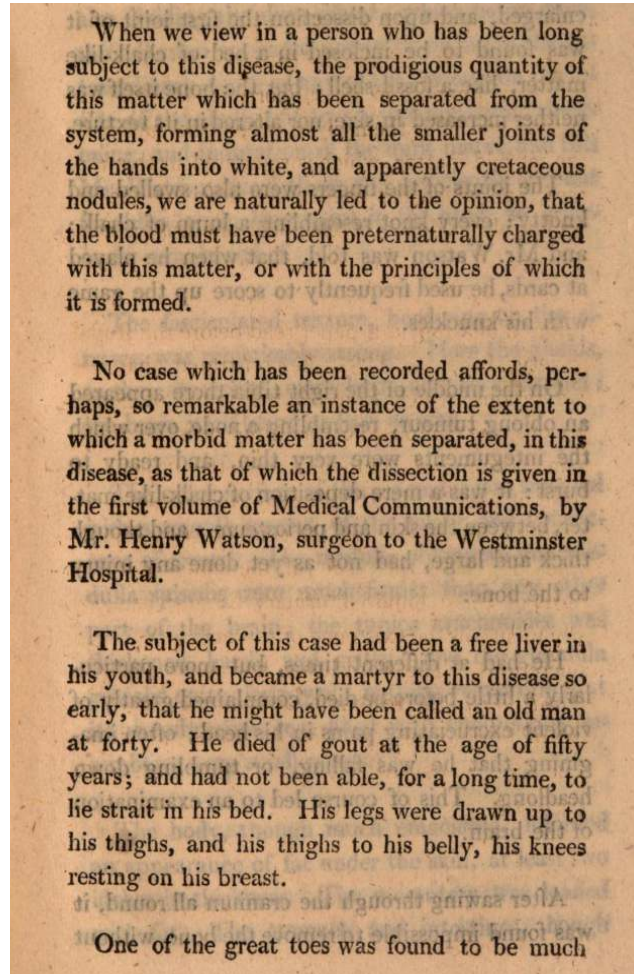 When we view in a person who has been long
subject to this disease, the prodigious quantity of
this matter which has been separated from the
system, forming almost all the smaller joints of
the hands into white, and apparently cretaceous
nodules, we are naturally led to the opinion, that
the blood must have been preternaturally charged
with this matter, or with the principles of which
it is formed.
No case which has been recorded affords, per-
haps, so remarkable an instance of the extent to
which a morbid matter has been separated, in this
disease, as that of which the dissection is given in
the first volume of Medical Communications, by
Mr. Henry Watson, surgeon to the Westminster
Hospital.
The subject of this case had been a free liver in
his youth, and became a martyr to this disease so
early, that he might have been called an old man
at forty. He died of gout at the age of fifty
years; and had not been able, for a long time, to
lie strait in his bed. His legs were drawn up to
his thighs, and his thighs to his belly, his knees
resting on his breast.
One of the great toes was found to be much